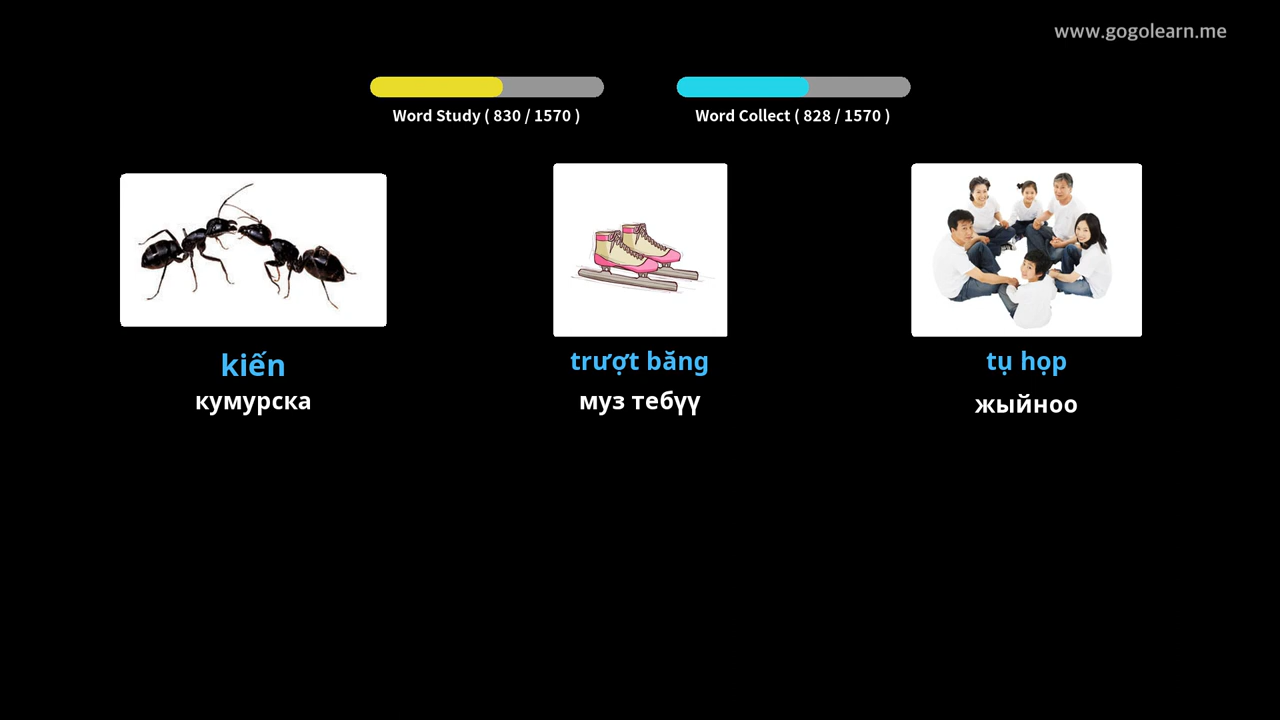 www.gogolearn.me
Word Study ( 830 / 1570 )
Word Collect ( 828 / 1570 )
kiến
кумурска
trượt băng
муз тебүү
tụ họp
жыйноо